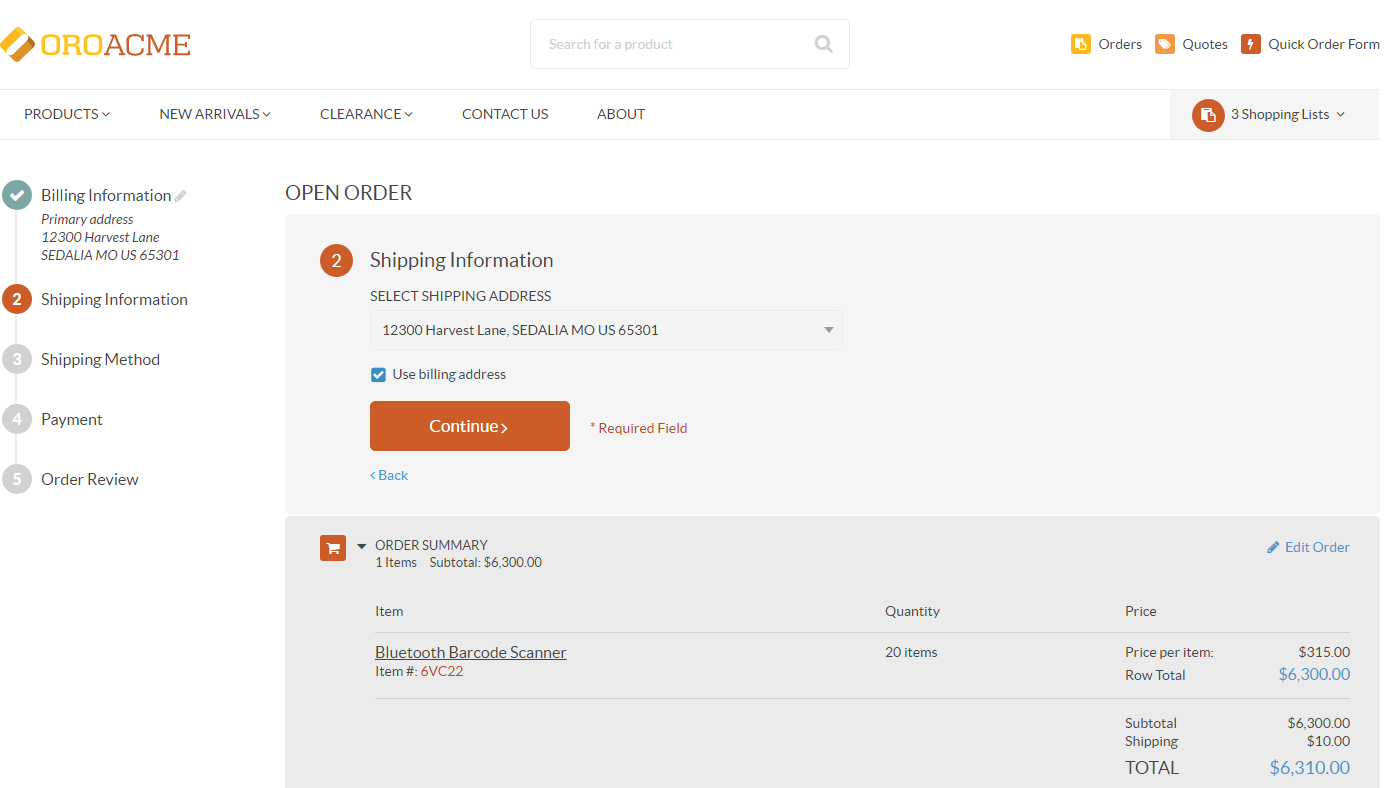 OROACME
Search for a product
Orders Quotes Quick Order Form
PRODUCTS NEW ARRIVALS CLEARANCE CONTACT US ABOUT
3 Shopping Lists
Billing Information
Primary address
12300 Harvest Lane
SEDALIA MO US 65301
2 Shipping Information
3 Shipping Method
4 Payment
5 Order Review
OPEN ORDER
2 Shipping Information
SELECT SHIPPING ADDRESS
12300 Harvest Lane, SEDALIA MO US 65301
Use billing address
Continue
* Required Field
Back
ORDER SUMMARY
1 Items Subtotal: $6,300.00
Edit Order
Item Quantity Price
Bluetooth Barcode Scanner 20 items Price per item: $315.00
Item #: 6VC22 Row Total $6,300.00
Subtotal $6,300.00
Shipping $10.00
TOTAL $6,310.00